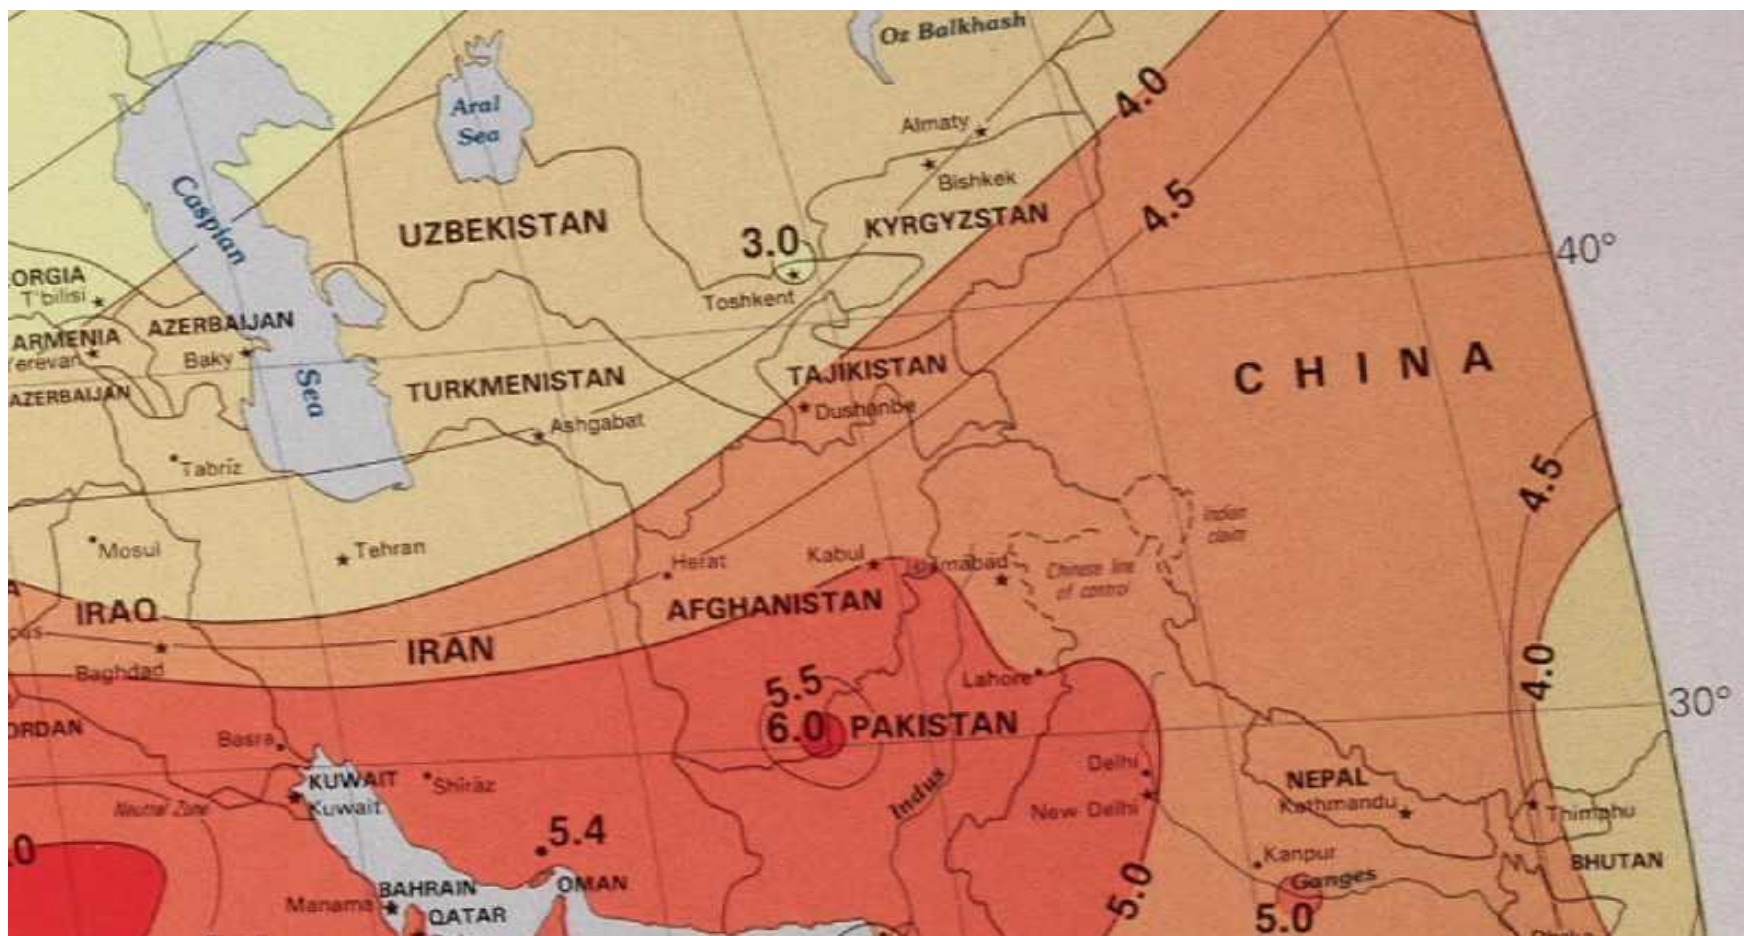 Oz Balkhash
Aral
Sea
4.0
Almaty
Bishkek
Caspian
Sea
UZBEKISTAN
3.0
KYRGYZSTAN
4.5
40°
ORGIA
T'bilisi
Toshkent
ARMENIA
AZERBAIJAN
Yerevan
Baky
AZERBAIJAN
TURKMENISTAN
TAJIKISTAN
CHINA
Dushanbe
Ashgabat
Tabriz
4.5
Indian
claim
Mosul
Tehran
Herat
Kabul
Islamabad
Chinese line
of control
IRAQ
AFGHANISTAN
IRAN
Baghdad
4.0
Lahore
5.5
6.0
PAKISTAN
30°
ORDAN
Basra
KUWAIT
Kuwait
Shiraz
Neutral Zone
Indus
Delhi
New Delhi
NEPAL
Kathmandu
Thimphu
5.4
.0
Kanpur
BHUTAN
Ganges
5.0
5.0
BAHRAIN
OMAN
Manama
QATAR